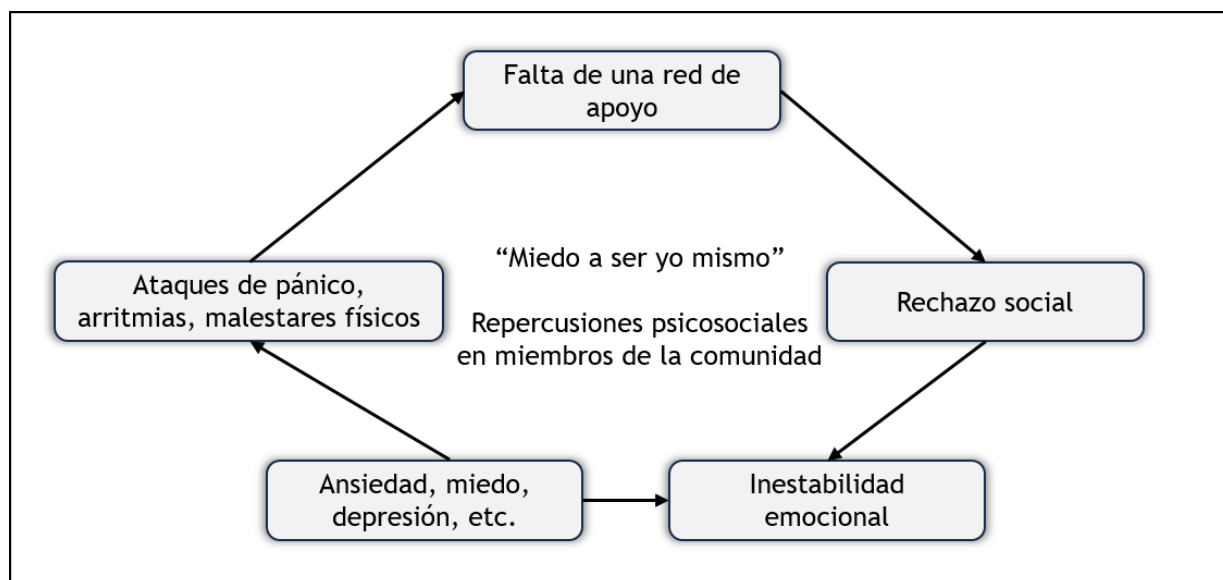 Falta de una red de
apoyo
“Miedo a ser yo mismo”
Ataques de pánico,
arritmias, malestares físicos
Rechazo social
Repercusiones psicosociales
en miembros de la comunidad
Ansiedad, miedo,
depresión, etc.
Inestabilidad
emocional